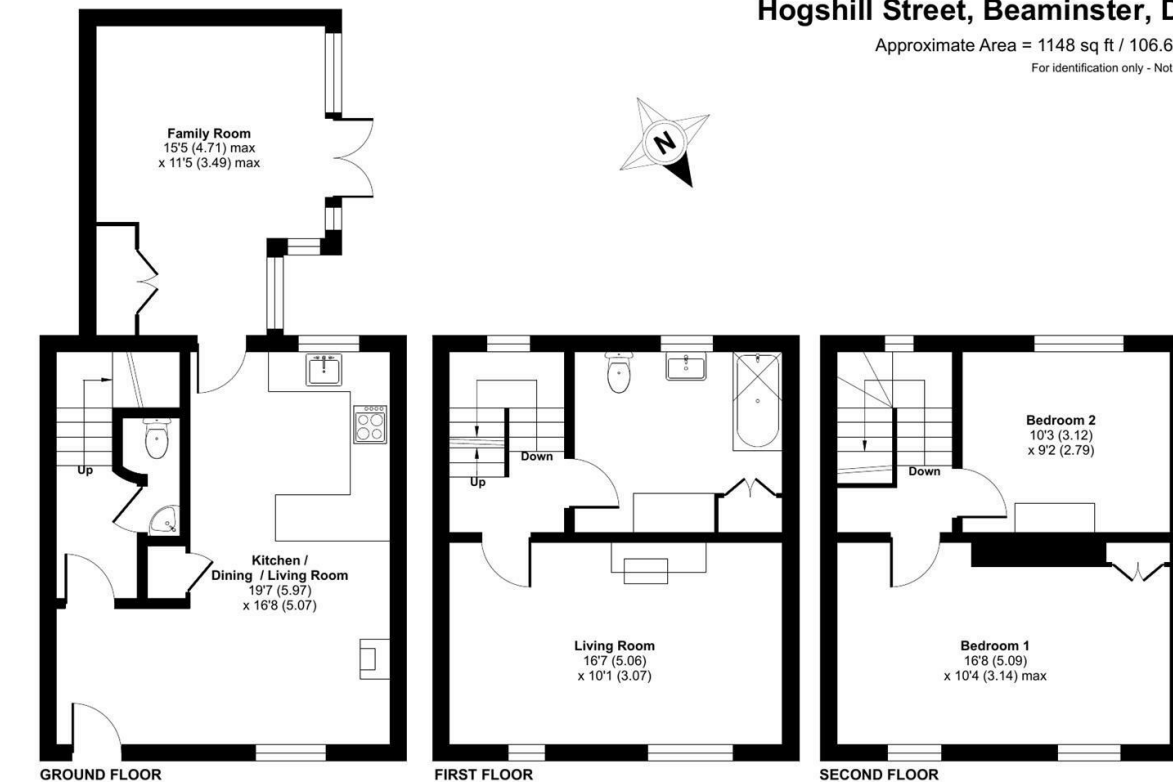 Hogshill Street, Beaminster, D
Approximate Area = 1148 sq ft / 106.6
For identification only - Not
N
Family Room
15'5 (4.71) max
x 11'5 (3.49) max
Up
Kitchen /
Dining / Living Room
19'7 (5.97)
x 16'8 (5.07)
GROUND FLOOR
Down
Up
Living Room
16'7 (5.06)
x 10'1 (3.07)
FIRST FLOOR
Bedroom 2
10'3 (3.12)
x 9'2 (2.79)
Down
Bedroom 1
16'8 (5.09)
x 10'4 (3.14) max
SECOND FLOOR